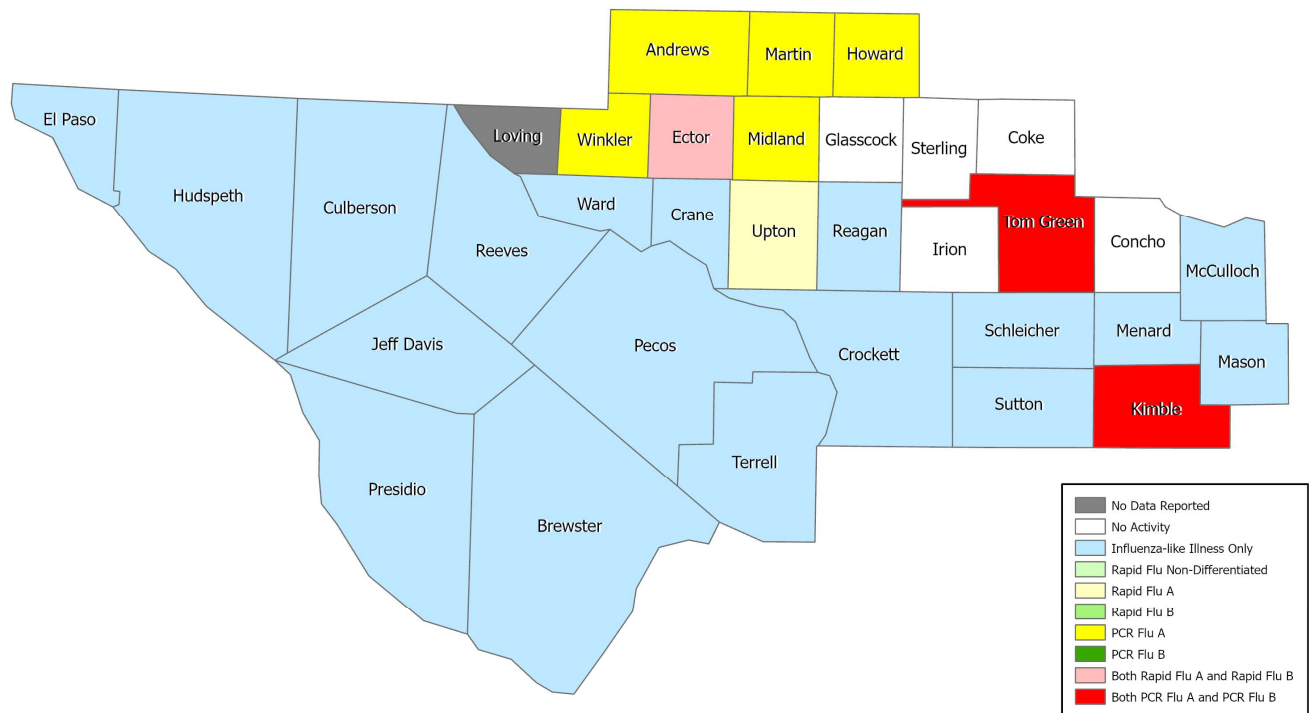 Andrews
Martin
Howard
El Paso
Hudspeth
Culberson
Loving
Winkler
Ector
Midland
Glasscock
Sterling
Coke
Reeves
Ward
Crane
Upton
Reagan
Irion
Tom Green
Concho
McCulloch
Jeff Davis
Pecos
Crockett
Schleicher
Menard
Mason
Sutton
Kimble
Presidio
Brewster
Terrell
No Data Reported
No Activity
Influenza-like Illness Only
Rapid Flu Non-Differentiated
Rapid Flu A
Rapid Flu B
PCR Flu A
PCR Flu B
Both Rapid Flu A and Rapid Flu B
Both PCR Flu A and PCR Flu B